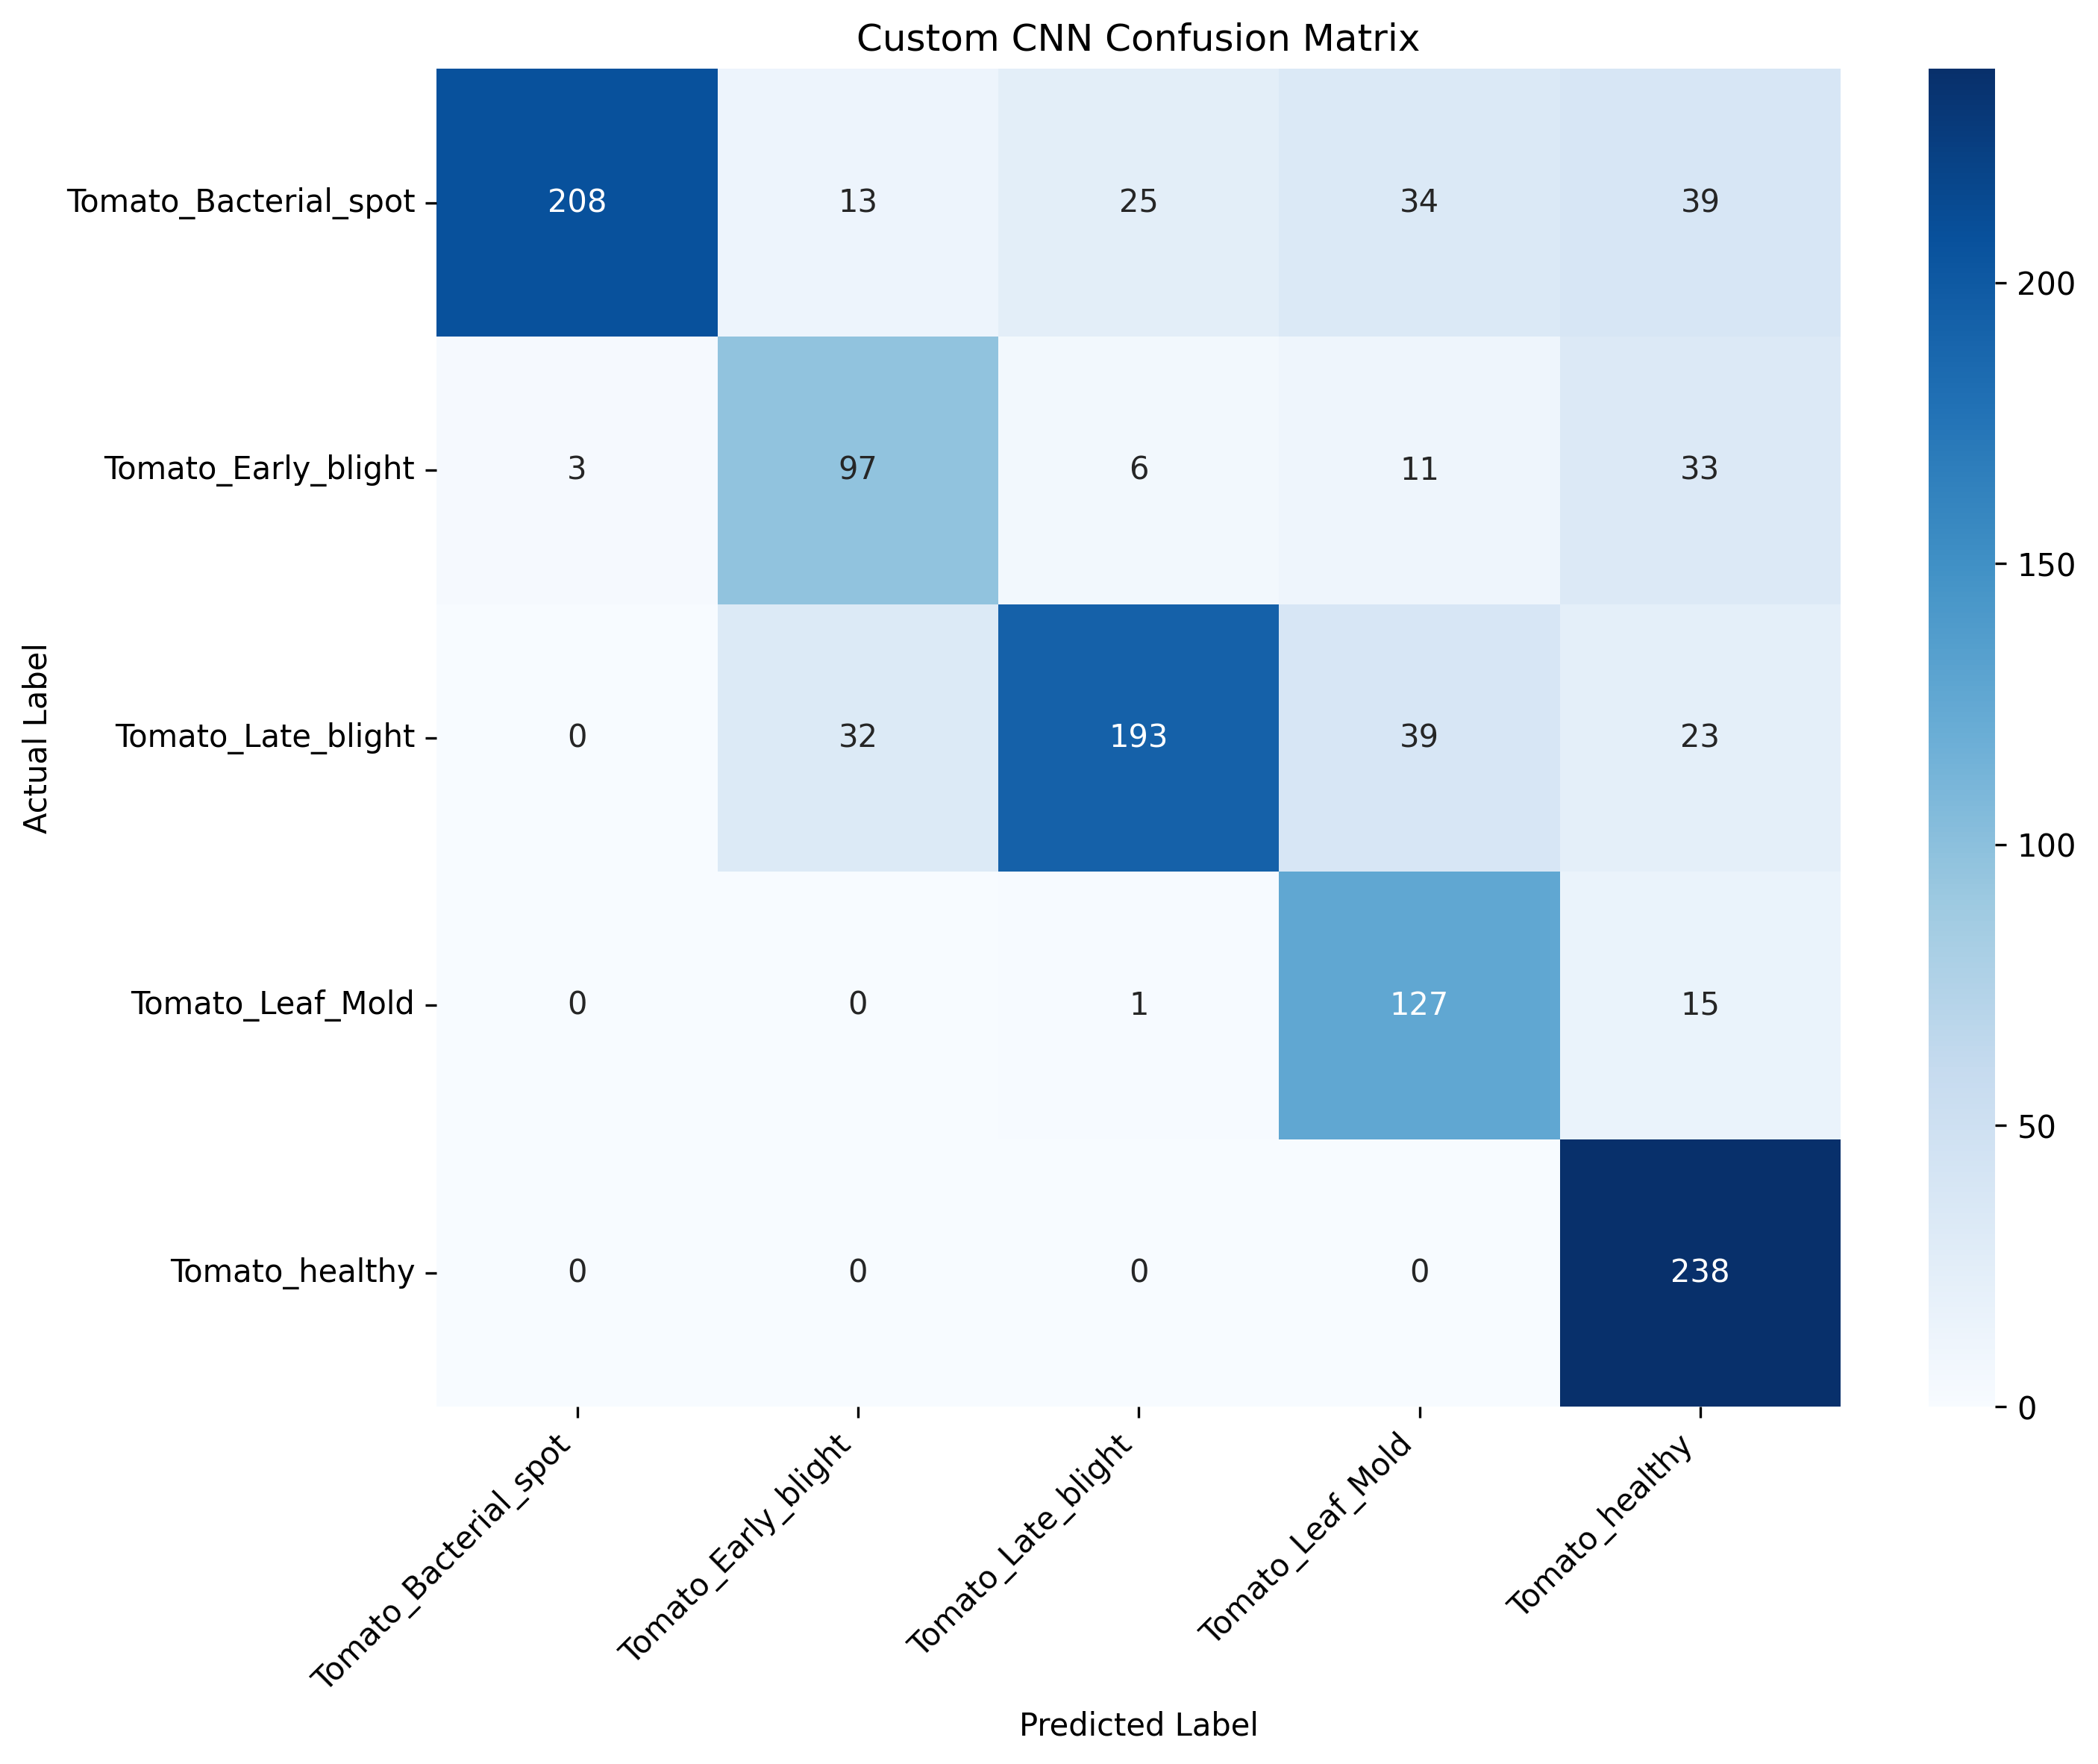 Custom CNN Confusion Matrix
Actual Label
Tomato_Bacterial_spot 208 13 25 34 39
Tomato_Early_blight 3 97 6 11 33
Tomato_Late_blight 0 32 193 39 23
Tomato_Leaf_Mold 0 0 1 127 15
Tomato_healthy 0 0 0 0 238
Tomato_Bacterial_spot
Tomato_Early_blight
Tomato_Late_blight
Tomato_Leaf_Mold
Tomato_healthy
Predicted Label
200
150
100
50
0